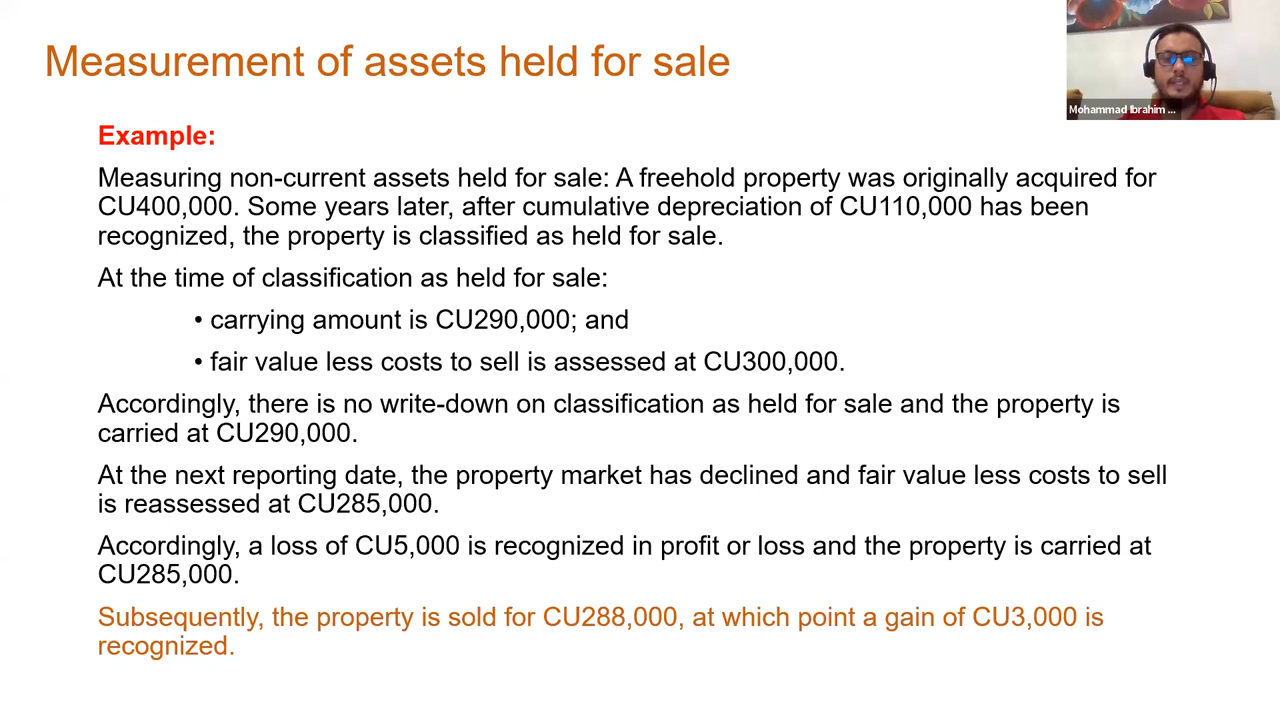 Measurement of assets held for sale
Mohammad Ibrahim ...
Example:
Measuring non-current assets held for sale: A freehold property was originally acquired for
CU400,000. Some years later, after cumulative depreciation of CU110,000 has been
recognized, the property is classified as held for sale.
At the time of classification as held for sale:
• carrying amount is CU290,000; and
• fair value less costs to sell is assessed at CU300,000.
Accordingly, there is no write-down on classification as held for sale and the property is
carried at CU290,000.
At the next reporting date, the property market has declined and fair value less costs to sell
is reassessed at CU285,000.
Accordingly, a loss of CU5,000 is recognized in profit or loss and the property is carried at
CU285,000.
Subsequently, the property is sold for CU288,000, at which point a gain of CU3,000 is
recognized.